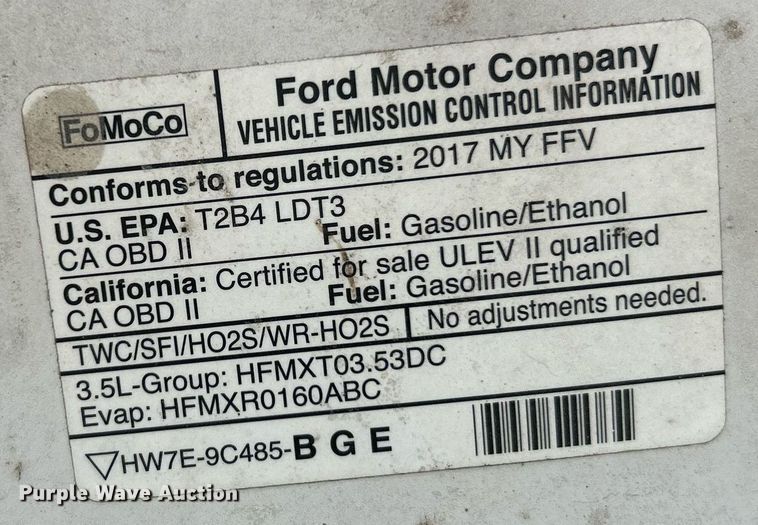 FoMoCo
Ford Motor Company
VEHICLE EMISSION CONTROL INFORMATION
Conforms to regulations: 2017 MY FFV
U.S. EPA: T2B4 LDT3
CA OBD II Fuel: Gasoline/Ethanol
California: Certified for sale ULEV II qualified
CA OBD II Fuel: Gasoline/Ethanol
TWC/SFI/HO2S/WR-HO2S No adjustments needed.
3.5L-Group: HFMXT03.53DC
Evap: HFMXR0160ABC
HW7E-9C485-B G E
Purple Wave Auction